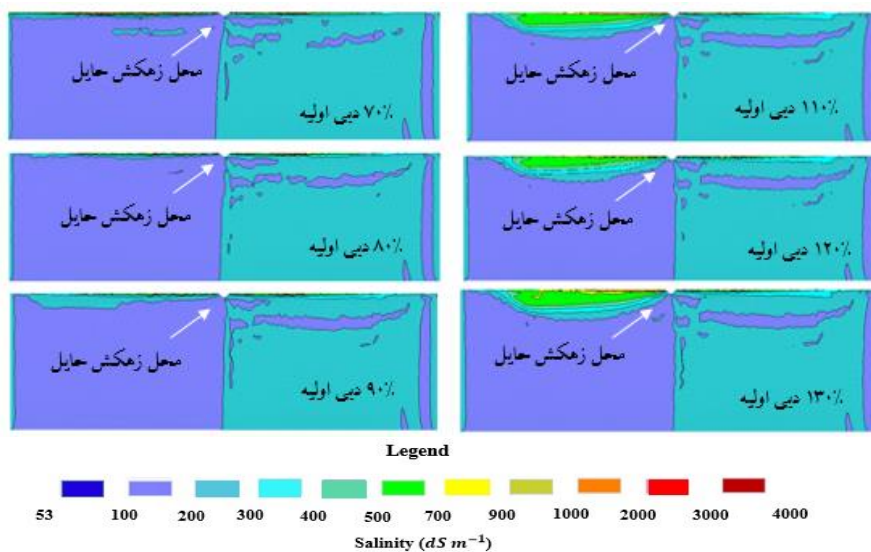 محل زهکش حایل
۷۰٪ دبی اولیه
محل زهکش حایل
۱۱۰٪ دبی اولیه
محل زهکش حایل
۸۰٪ دبی اولیه
محل زهکش حایل
۱۲۰٪ دبی اولیه
محل زهکش حایل
۹۰٪ دبی اولیه
محل زهکش حایل
۱۳۰٪ دبی اولیه
Legend
53 100 200 300 400 500 700 900 1000 2000 3000 4000
Salinity (dS m⁻¹)